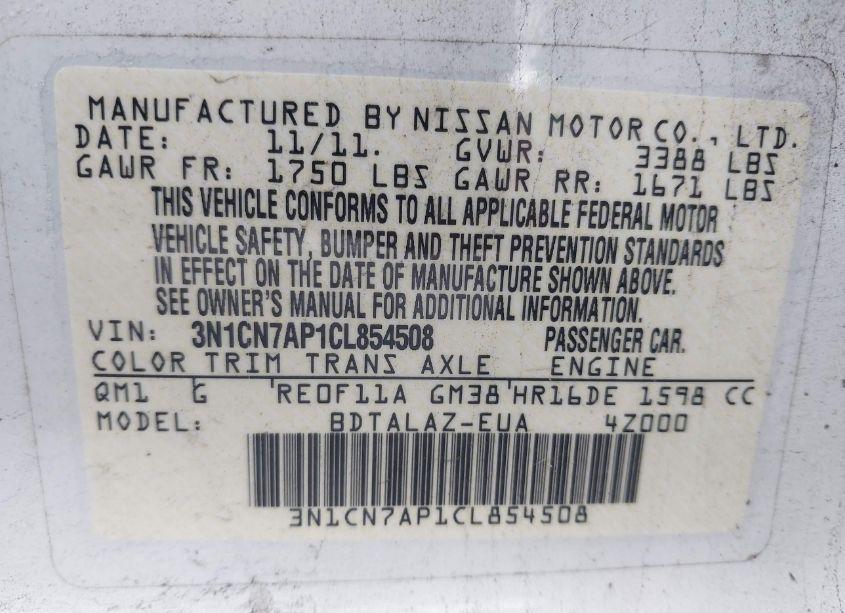 MANUFACTURED BY NISSAN MOTOR CO., LTD.
DATE: 11/11. GVWR: 3388 LBS
GAWR FR: 1750 LBS GAWR RR: 1671 LBS
THIS VEHICLE CONFORMS TO ALL APPLICABLE FEDERAL MOTOR
VEHICLE SAFETY, BUMPER AND THEFT PREVENTION STANDARDS
IN EFFECT ON THE DATE OF MANUFACTURE SHOWN ABOVE.
SEE OWNER'S MANUAL FOR ADDITIONAL INFORMATION.
VIN: 3N1CN7AP1CL854508 PASSENGER CAR.
COLOR TRIM TRANS AXLE ENGINE
QM1 G RE0F11A GM38 HR16DE 1598 CC
MODEL: BDTALAZ-EUA 4Z000
3N1CN7AP1CL854508